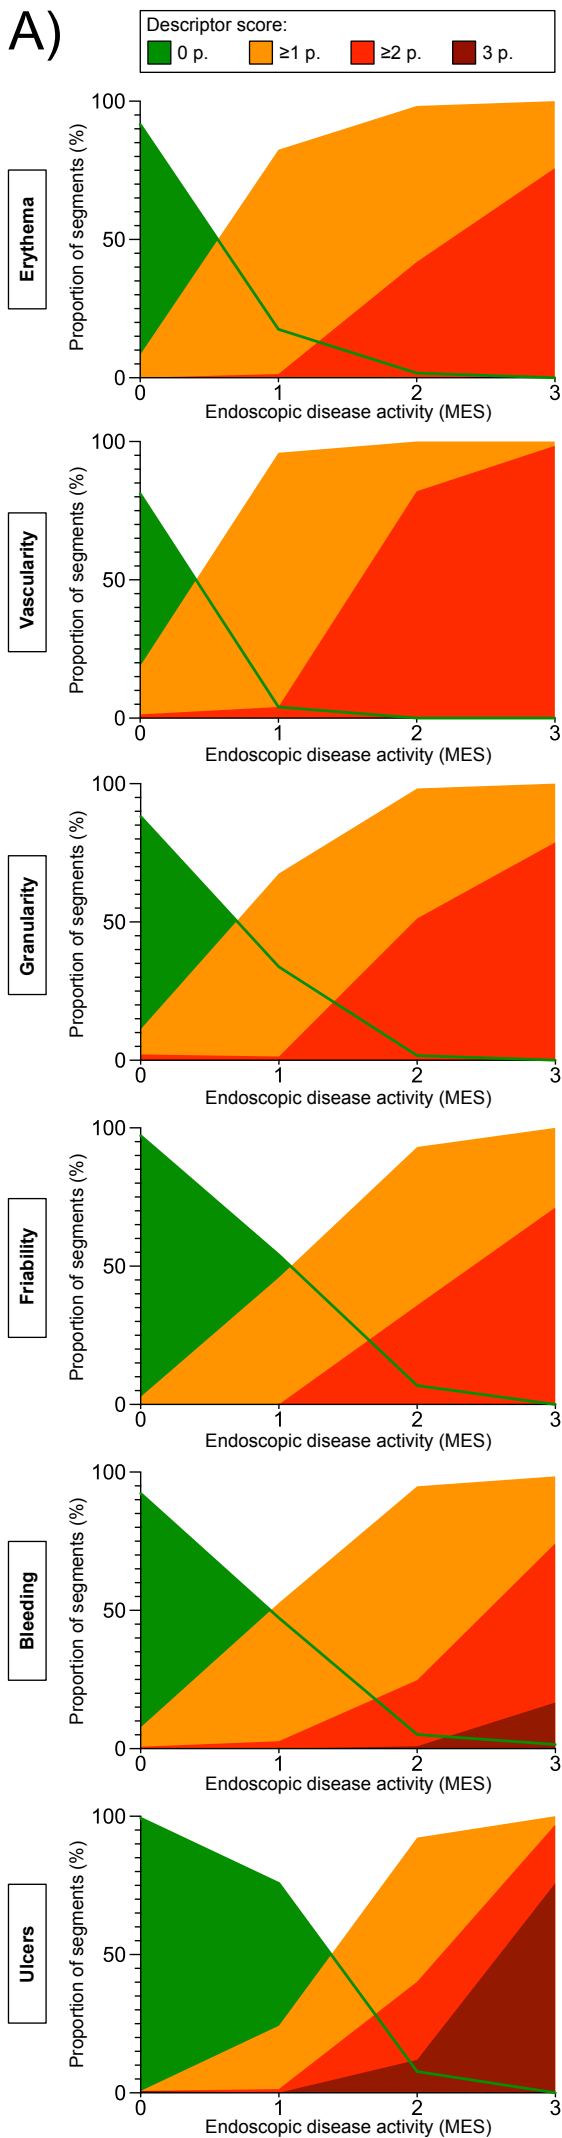 A)
Descriptor score:
0 p. ≥1 p. ≥2 p. 3 p.
Erythema
Proportion of segments (%)
100
50
0
0 1 2 3
Endoscopic disease activity (MES)
Vascularity
Proportion of segments (%)
100
50
0
0 1 2 3
Endoscopic disease activity (MES)
Granularity
Proportion of segments (%)
100
50
0
0 1 2 3
Endoscopic disease activity (MES)
Friability
Proportion of segments (%)
100
50
0
0 1 2 3
Endoscopic disease activity (MES)
Bleeding
Proportion of segments (%)
100
50
0
0 1 2 3
Endoscopic disease activity (MES)
Ulcers
Proportion of segments (%)
100
50
0
0 1 2 3
Endoscopic disease activity (MES)